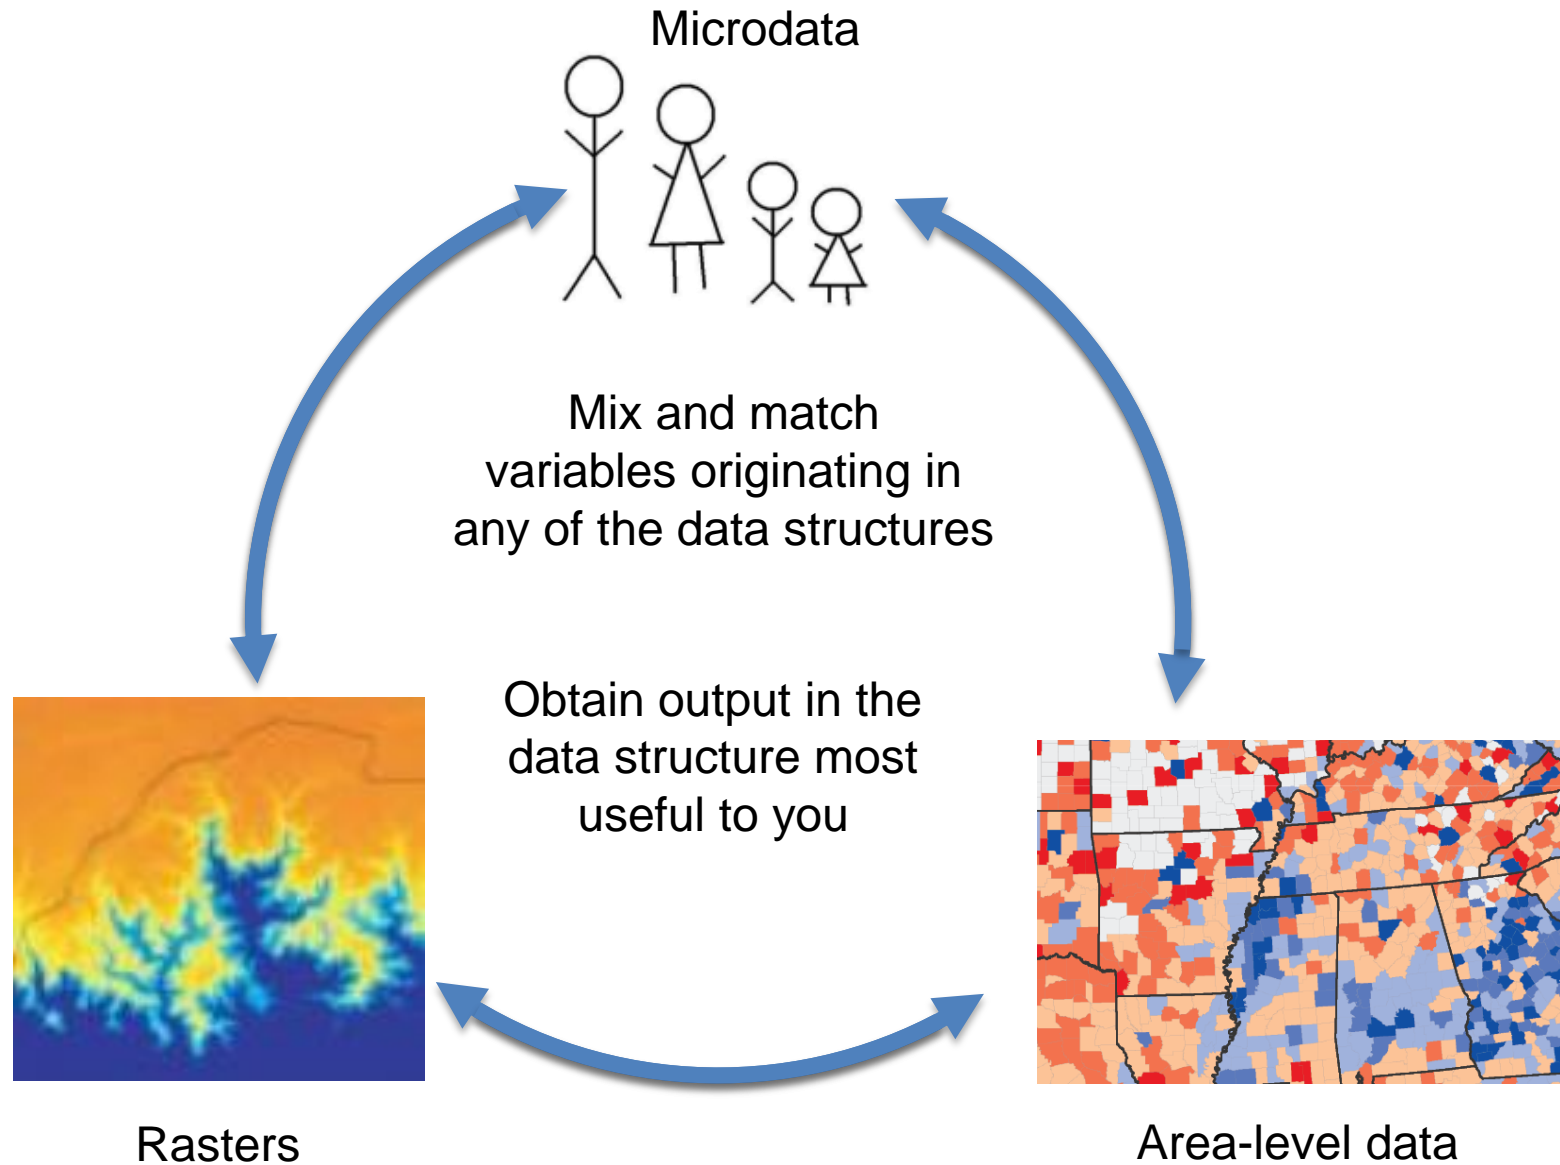 Microdata
Mix and match
variables originating in
any of the data structures
Obtain output in the
data structure most
useful to you
Rasters
Area-level data